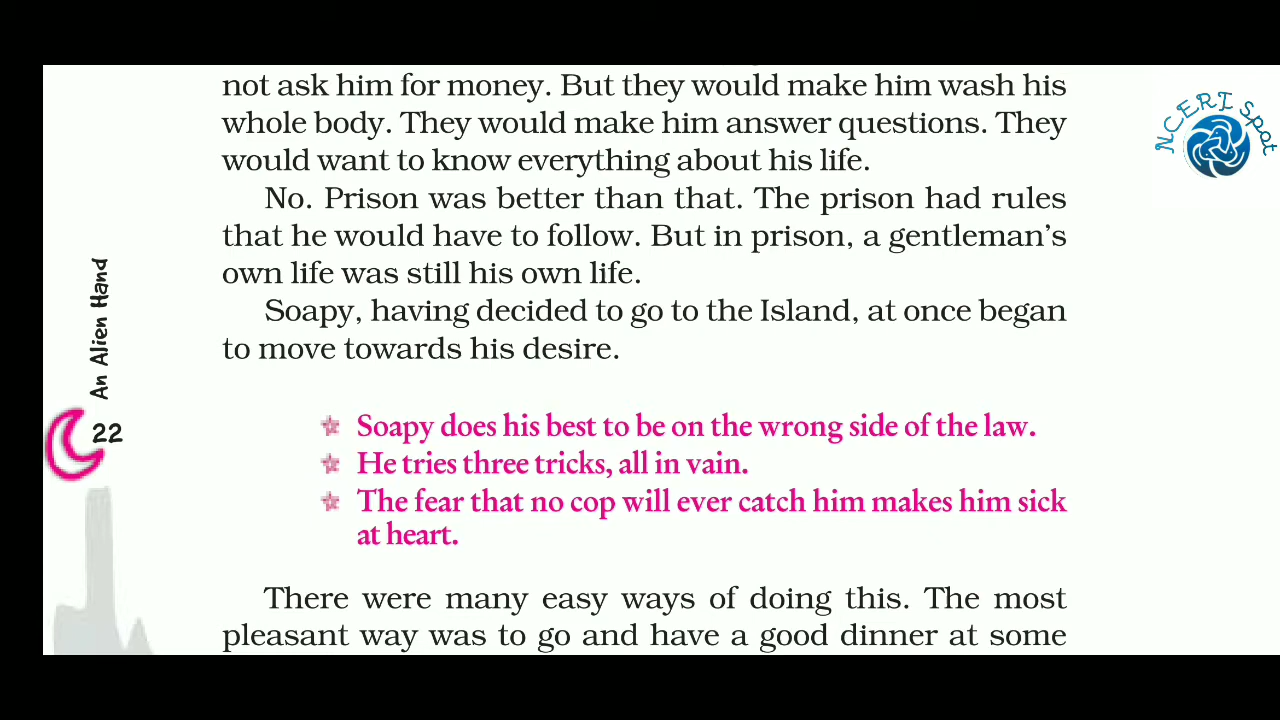 not ask him for money. But they would make him wash his
whole body. They would make him answer questions. They
would want to know everything about his life.
No. Prison was better than that. The prison had rules
that he would have to follow. But in prison, a gentleman's
own life was still his own life.
Soapy, having decided to go to the Island, at once began
to move towards his desire.
Soapy does his best to be on the wrong side of the law.
He tries three tricks, all in vain.
The fear that no cop will ever catch him makes him sick
at heart.
There were many easy ways of doing this. The most
pleasant way was to go and have a good dinner at some
An Alien Hand
22
NCERT Spot